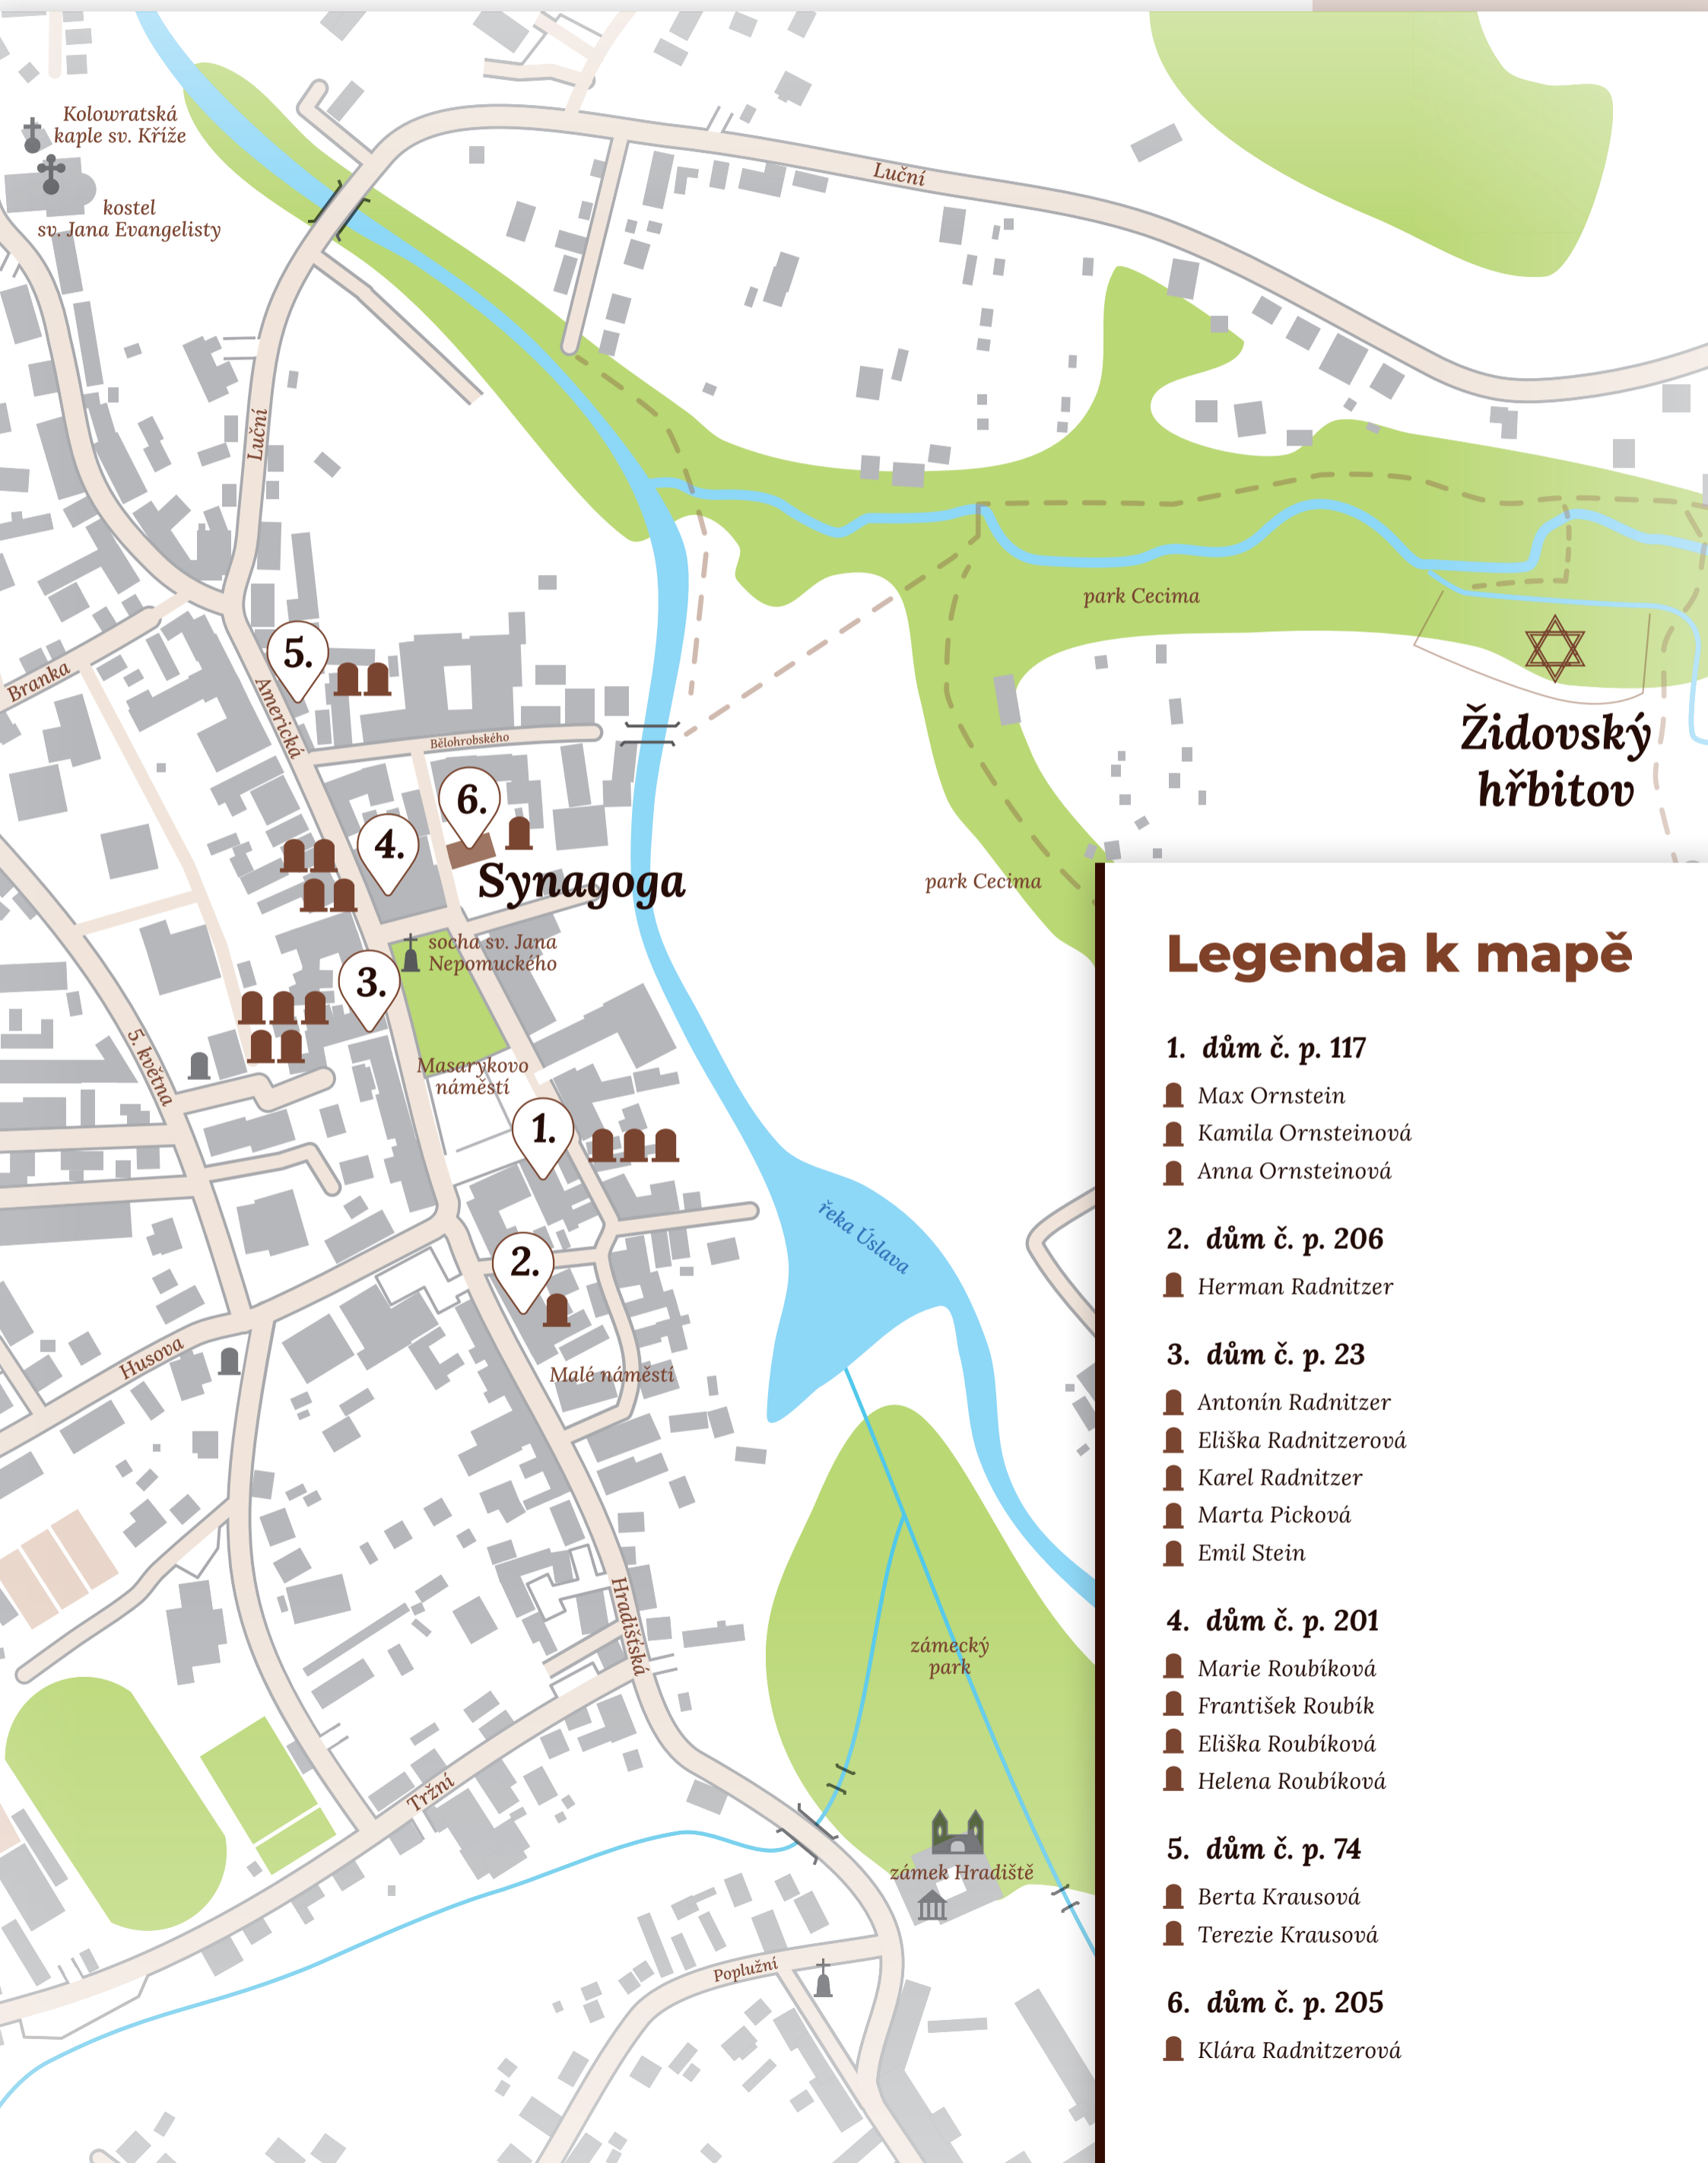 Kolowratská
kaple sv. Kříže
kostel
sv. Jana Evangelisty
Luční
Luční
Branka
5.
Americká
Bělohrobského
6.
4.
Synagoga
socha sv. Jana
Nepomuckého
3.
5. května
Masarykovo
náměstí
1.
2.
Malé náměstí
Husova
řeka Úslava
park Cecima
park Cecima
Židovský
hřbitov
Hradišťská
Tržní
zámecký
park
zámek Hradiště
Poplužní
Legenda k mapě
1. dům č. p. 117
Max Ornstein
Kamila Ornsteinová
Anna Ornsteinová
2. dům č. p. 206
Herman Radnitzer
3. dům č. p. 23
Antonín Radnitzer
Eliška Radnitzerová
Karel Radnitzer
Marta Picková
Emil Stein
4. dům č. p. 201
Marie Roubíková
František Roubík
Eliška Roubíková
Helena Roubíková
5. dům č. p. 74
Berta Krausová
Terezie Krausová
6. dům č. p. 205
Klára Radnitzerová